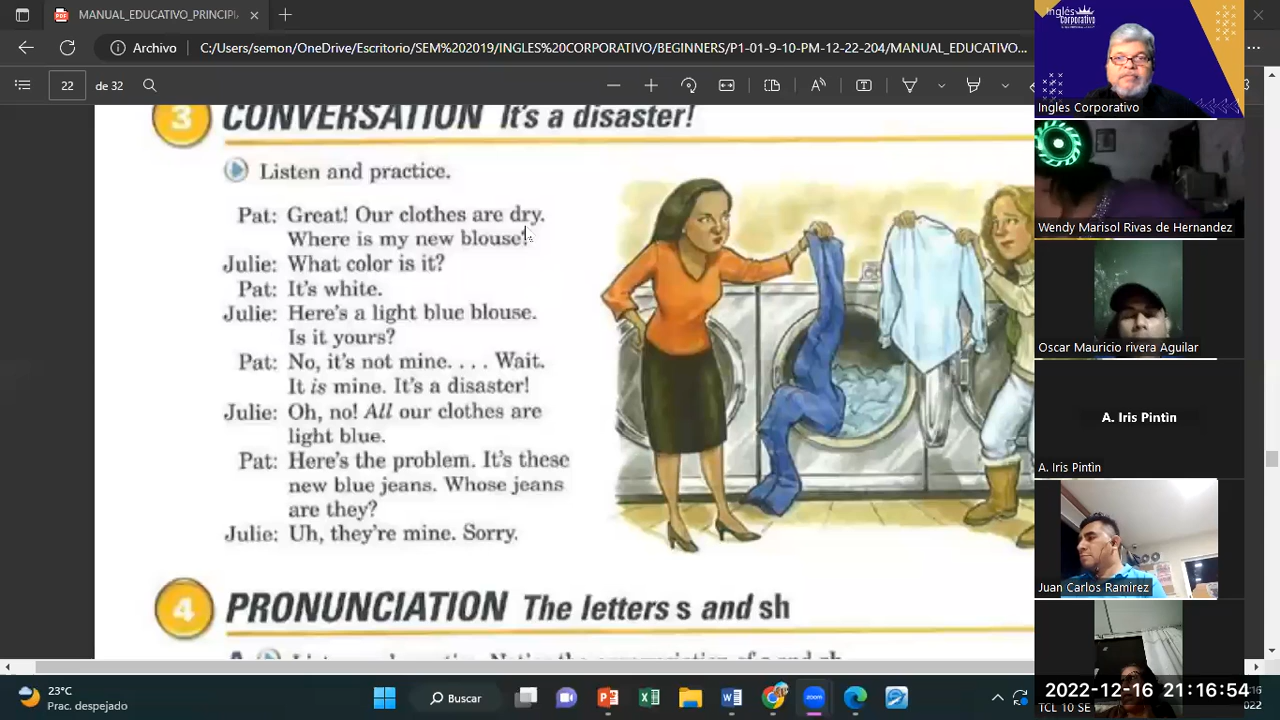 MANUAL_EDUCATIVO_PRINCIPI
Archivo
C:/Users/semon/OneDrive/Escritorio/SEM%202019/INGLES%20CORPORATIVO/BEGINNERS/P1-01-9-10-PM-12-22-204/MANUAL_EDUCATIVO...
22 de 32
3 CONVERSATION It's a disaster!
Listen and practice.
Pat: Great! Our clothes are dry.
Where is my new blouse?
Julie: What color is it?
Pat: It's white.
Julie: Here's a light blue blouse.
Is it yours?
Pat: No, it's not mine. . . . Wait.
It is mine. It's a disaster!
Julie: Oh, no! All our clothes are
light blue.
Pat: Here's the problem. It's these
new blue jeans. Whose jeans
are they?
Julie: Uh, they're mine. Sorry.
4 PRONUNCIATION The letters s and sh
Inglés
Corporativo
Ingles Corporativo
Wendy Marisol Rivas de Hernandez
Oscar Mauricio rivera Aguilar
A. Iris Pintìn
A. Iris Pintìn
Juan Carlos Ramirez
TCL 10 SE
2022-12-16 21:16:54
23°C
Prac. despejado
Buscar